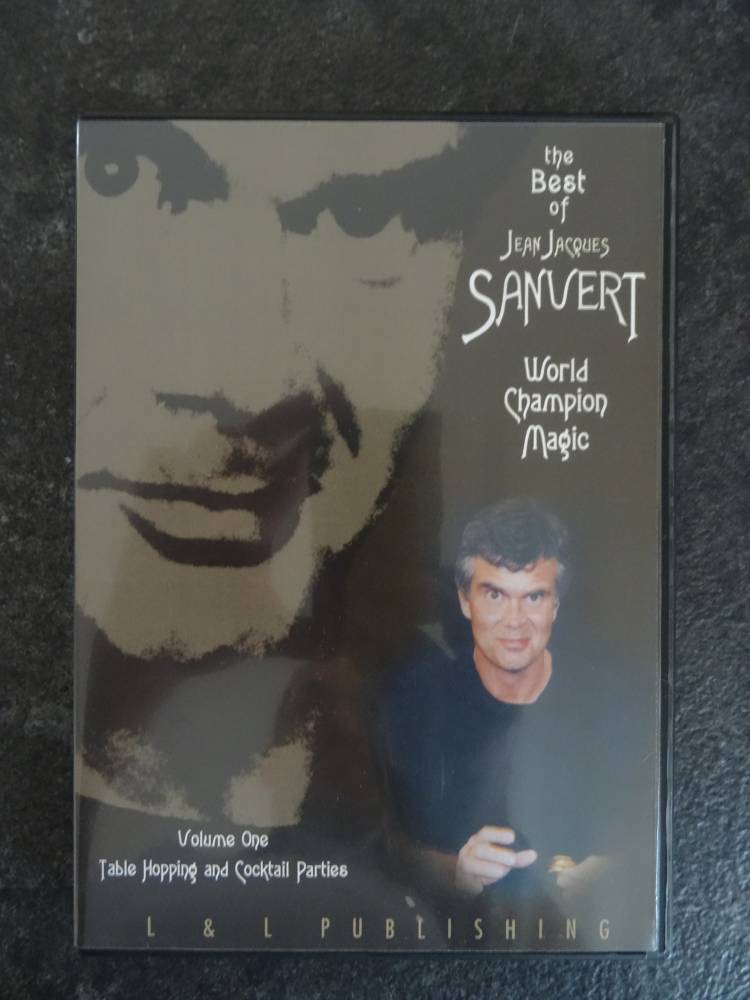 the
Best
of
Jean Jacques
SANVERT
World
Champion
Magic
Volume One
Table Hopping and Cocktail Parties
L & L PUBLISHING